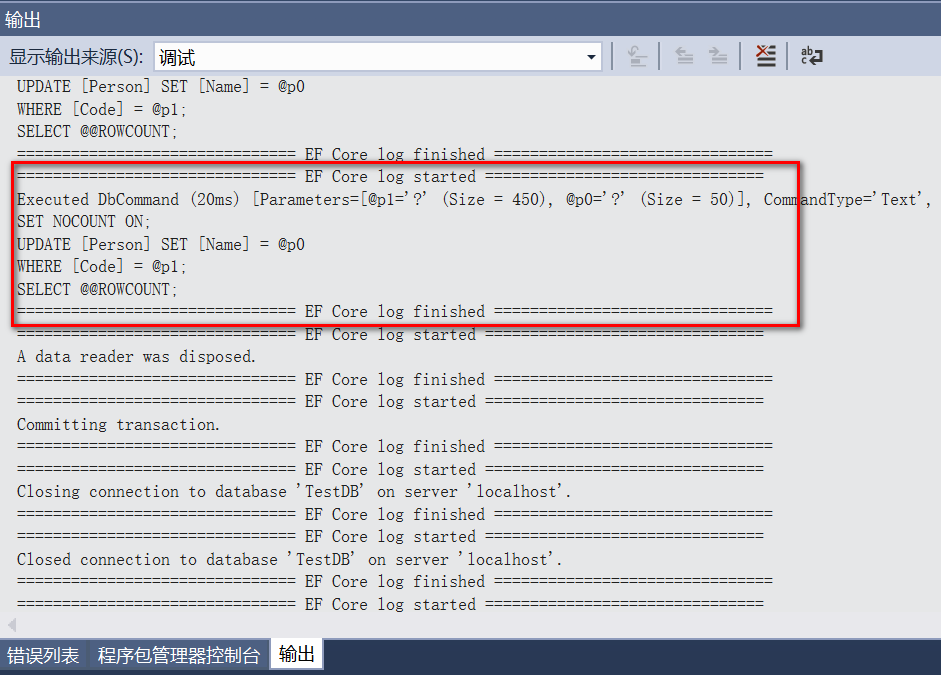 输出
显示输出来源(S): 调试
UPDATE [Person] SET [Name] = @p0
WHERE [Code] = @p1;
SELECT @@ROWCOUNT;
=============================== EF Core log finished ===============================
=============================== EF Core log started ===============================
Executed DbCommand (20ms) [Parameters=[@p1='?' (Size = 450), @p0='?' (Size = 50)], CommandType='Text',
SET NOCOUNT ON;
UPDATE [Person] SET [Name] = @p0
WHERE [Code] = @p1;
SELECT @@ROWCOUNT;
=============================== EF Core log finished ===============================
=============================== EF Core log started ===============================
A data reader was disposed.
=============================== EF Core log finished ===============================
=============================== EF Core log started ===============================
Committing transaction.
=============================== EF Core log finished ===============================
=============================== EF Core log started ===============================
Closing connection to database 'TestDB' on server 'localhost'.
=============================== EF Core log finished ===============================
=============================== EF Core log started ===============================
Closed connection to database 'TestDB' on server 'localhost'.
=============================== EF Core log finished ===============================
=============================== EF Core log started ===============================
错误列表 程序包管理器控制台 输出